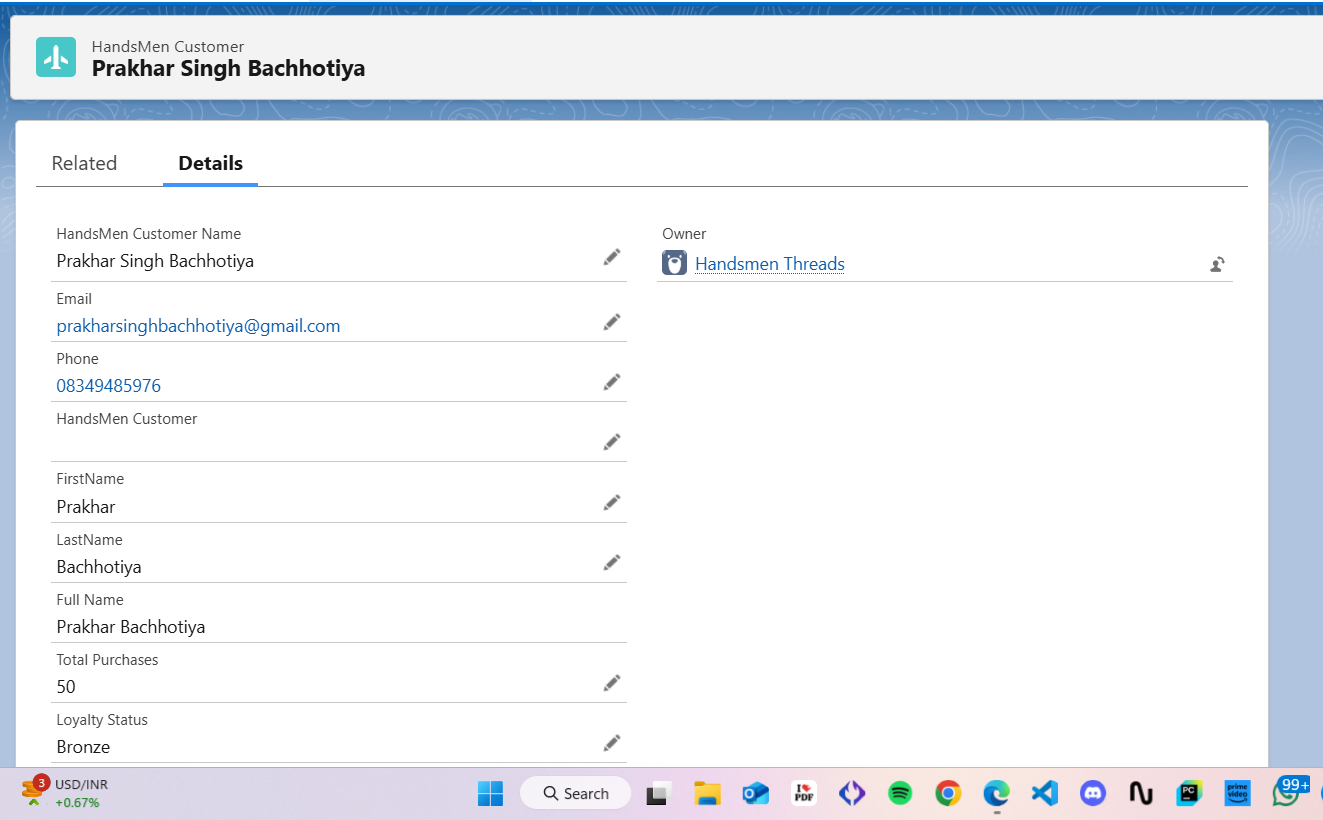 HandsMen Customer
Prakhar Singh Bachhotiya
Related
Details
HandsMen Customer Name
Prakhar Singh Bachhotiya
Owner
Handsmen Threads
Email
prakharsinghbachhotiya@gmail.com
Phone
08349485976
HandsMen Customer
FirstName
Prakhar
LastName
Bachhotiya
Full Name
Prakhar Bachhotiya
Total Purchases
50
Loyalty Status
Bronze
3
USD/INR
+0.67%
Search
I ♥
PDF
PC
prime
video
99+